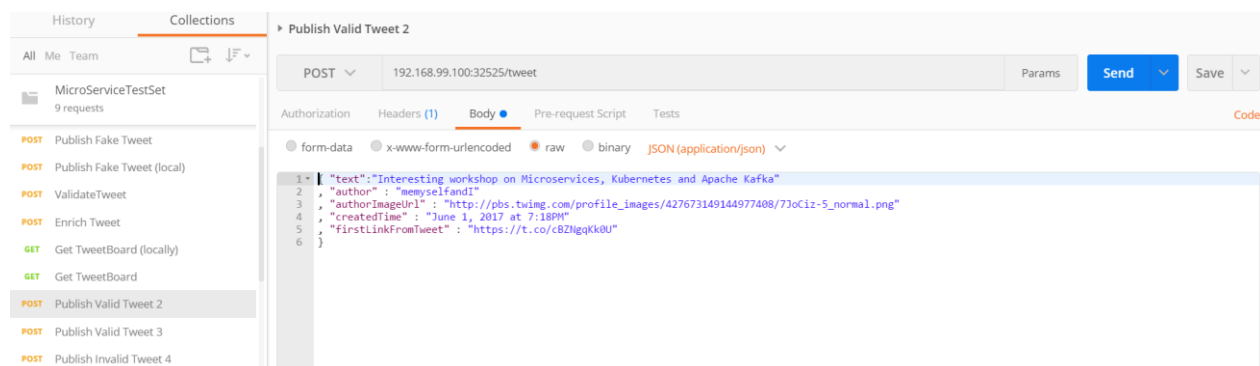 History Collections
All Me Team
MicroServiceTestSet
9 requests
POST Publish Fake Tweet
POST Publish Fake Tweet (local)
POST ValidateTweet
POST Enrich Tweet
GET Get TweetBoard (locally)
GET Get TweetBoard
POST Publish Valid Tweet 2
POST Publish Valid Tweet 3
POST Publish Invalid Tweet 4
Publish Valid Tweet 2
POST 192.168.99.100:32525/tweet Params Send Save
Authorization Headers (1) Body Pre-request Script Tests Code
form-data x-www-form-urlencoded raw binary JSON (application/json)
1 { "text":"Interesting workshop on Microservices, Kubernetes and Apache Kafka"
2 , "author" : "memyselfandI"
3 , "authorImageUrl" : "http://pbs.twimg.com/profile_images/427673149144977408/7JoCiz-5_normal.png"
4 , "createdTime" : "June 1, 2017 at 7:18PM"
5 , "firstLinkFromTweet" : "https://t.co/cBZNgqKk0U"
6 }